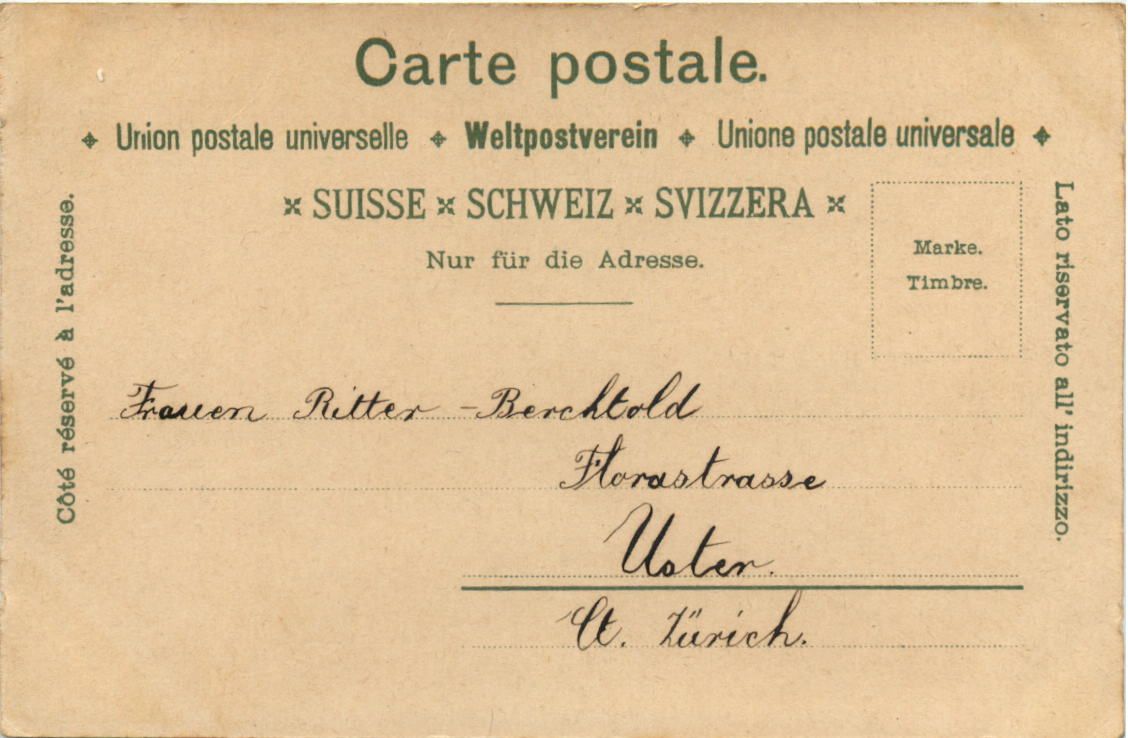 Carte postale.
Union postale universelle Weltpostverein Unione postale universale
SUISSE SCHWEIZ SVIZZERA
Nur für die Adresse.
Marke.
Timbre.
Côté réservé à l'adresse.
Lato riservato all' indirizzo.
Frauen Ritter-Berchtold
Florastrasse
Uster.
Ct. Zürich.